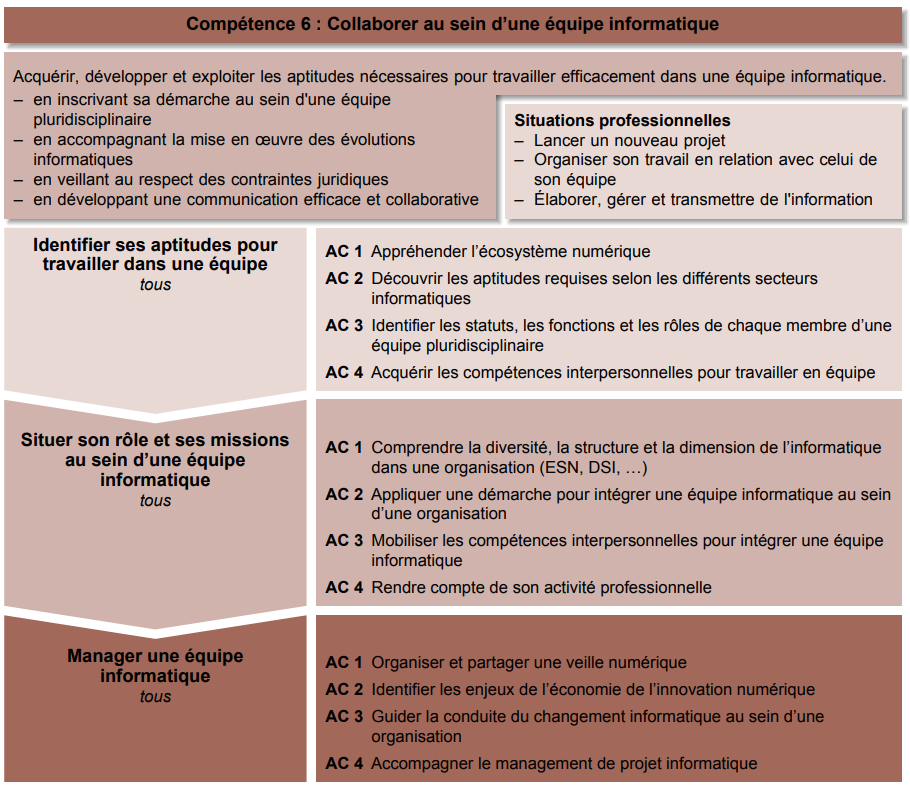 Compétence 6 : Collaborer au sein d’une équipe informatique
Acquérir, développer et exploiter les aptitudes nécessaires pour travailler efficacement dans une équipe informatique.
– en inscrivant sa démarche au sein d'une équipe
pluridisciplinaire
– en accompagnant la mise en œuvre des évolutions
informatiques
– en veillant au respect des contraintes juridiques
– en développant une communication efficace et collaborative
Situations professionnelles
– Lancer un nouveau projet
– Organiser son travail en relation avec celui de
son équipe
– Élaborer, gérer et transmettre de l'information
Identifier ses aptitudes pour
travailler dans une équipe
tous
AC 1 Appréhender l’écosystème numérique
AC 2 Découvrir les aptitudes requises selon les différents secteurs
informatiques
AC 3 Identifier les statuts, les fonctions et les rôles de chaque membre d’une
équipe pluridisciplinaire
AC 4 Acquérir les compétences interpersonnelles pour travailler en équipe
Situer son rôle et ses missions
au sein d’une équipe
informatique
tous
AC 1 Comprendre la diversité, la structure et la dimension de l’informatique
dans une organisation (ESN, DSI, …)
AC 2 Appliquer une démarche pour intégrer une équipe informatique au sein
d’une organisation
AC 3 Mobiliser les compétences interpersonnelles pour intégrer une équipe
informatique
AC 4 Rendre compte de son activité professionnelle
Manager une équipe
informatique
tous
AC 1 Organiser et partager une veille numérique
AC 2 Identifier les enjeux de l’économie de l’innovation numérique
AC 3 Guider la conduite du changement informatique au sein d’une
organisation
AC 4 Accompagner le management de projet informatique